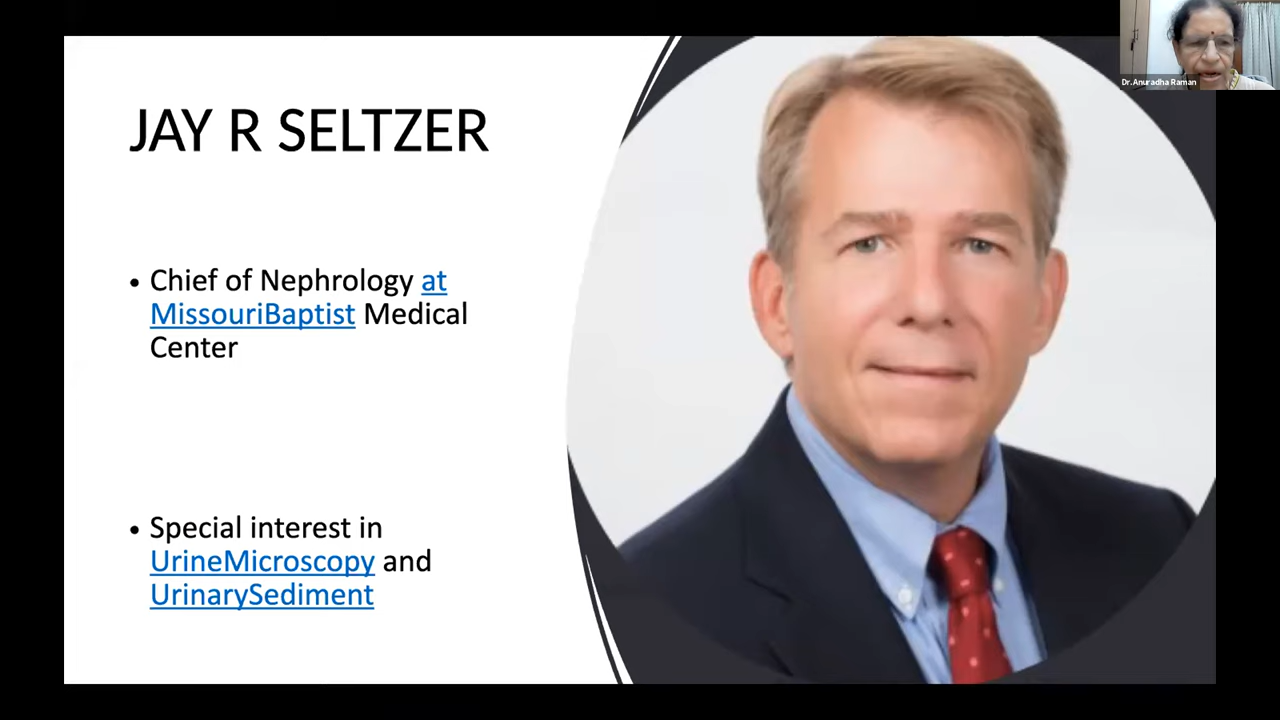 JAY R SELTZER
• Chief of Nephrology at
MissouriBaptist Medical
Center
• Special interest in
UrineMicroscopy and
UrinarySediment
Dr.Anuradha Raman